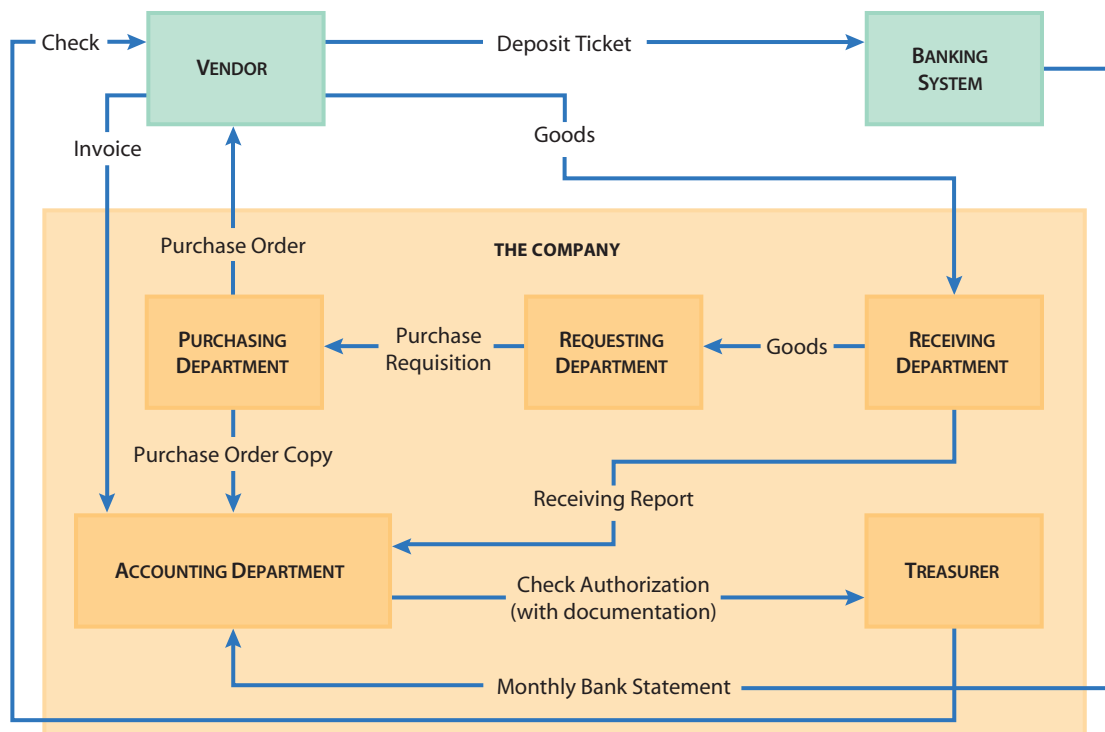 Check
VENDOR
Deposit Ticket
BANKING
SYSTEM
Invoice
Goods
Purchase Order
THE COMPANY
PURCHASING
DEPARTMENT
Purchase
Requisition
REQUESTING
DEPARTMENT
Goods
RECEIVING
DEPARTMENT
Purchase Order Copy
Receiving Report
ACCOUNTING DEPARTMENT
Check Authorization
(with documentation)
TREASURER
Monthly Bank Statement